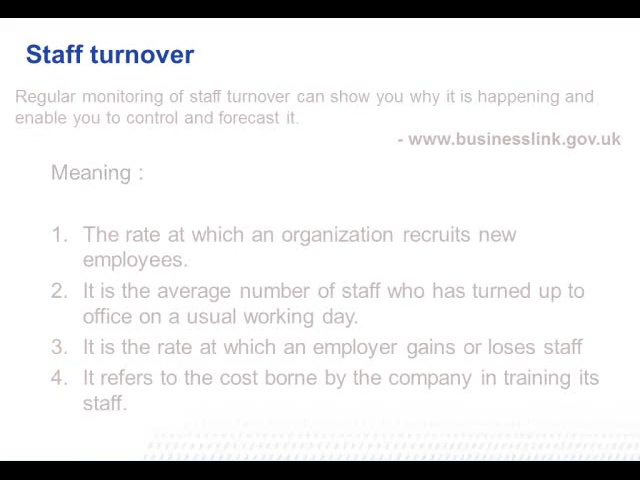 Staff turnover
Regular monitoring of staff turnover can show you why it is happening and
enable you to control and forecast it.
- www.businesslink.gov.uk
Meaning :
1. The rate at which an organization recruits new
employees.
2. It is the average number of staff who has turned up to
office on a usual working day.
3. It is the rate at which an employer gains or loses staff
4. It refers to the cost borne by the company in training its
staff.